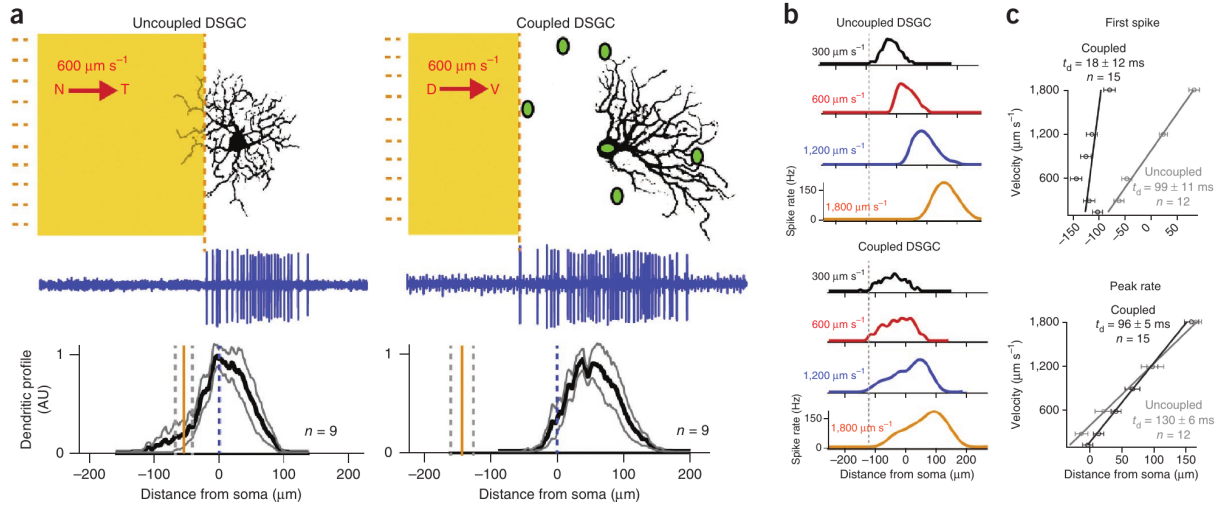 a
Uncoupled DSGC
600 μm s⁻¹
N T
Coupled DSGC
600 μm s⁻¹
D V
Dendritic profile
(AU)
1
0
n = 9
–200 –100 0 100 200
Distance from soma (μm)
1
0
n = 9
–200 –100 0 100 200
Distance from soma (μm)
b
Uncoupled DSGC
300 μm s⁻¹
600 μm s⁻¹
1,200 μm s⁻¹
1,800 μm s⁻¹
Spike rate (Hz)
150
0
Coupled DSGC
300 μm s⁻¹
600 μm s⁻¹
1,200 μm s⁻¹
1,800 μm s⁻¹
Spike rate (Hz)
150
0
–250 –100 0 100 200
Distance from soma (μm)
c
First spike
Coupled
td = 18 ± 12 ms
n = 15
Velocity (μm s⁻¹)
1,800
1,200
600
Uncoupled
td = 99 ± 11 ms
n = 12
–150 –100 –50 0 50
Peak rate
Coupled
td = 96 ± 5 ms
n = 15
Velocity (μm s⁻¹)
1,800
1,200
600
Uncoupled
td = 130 ± 6 ms
n = 12
0 50 100 150
Distance from soma (μm)